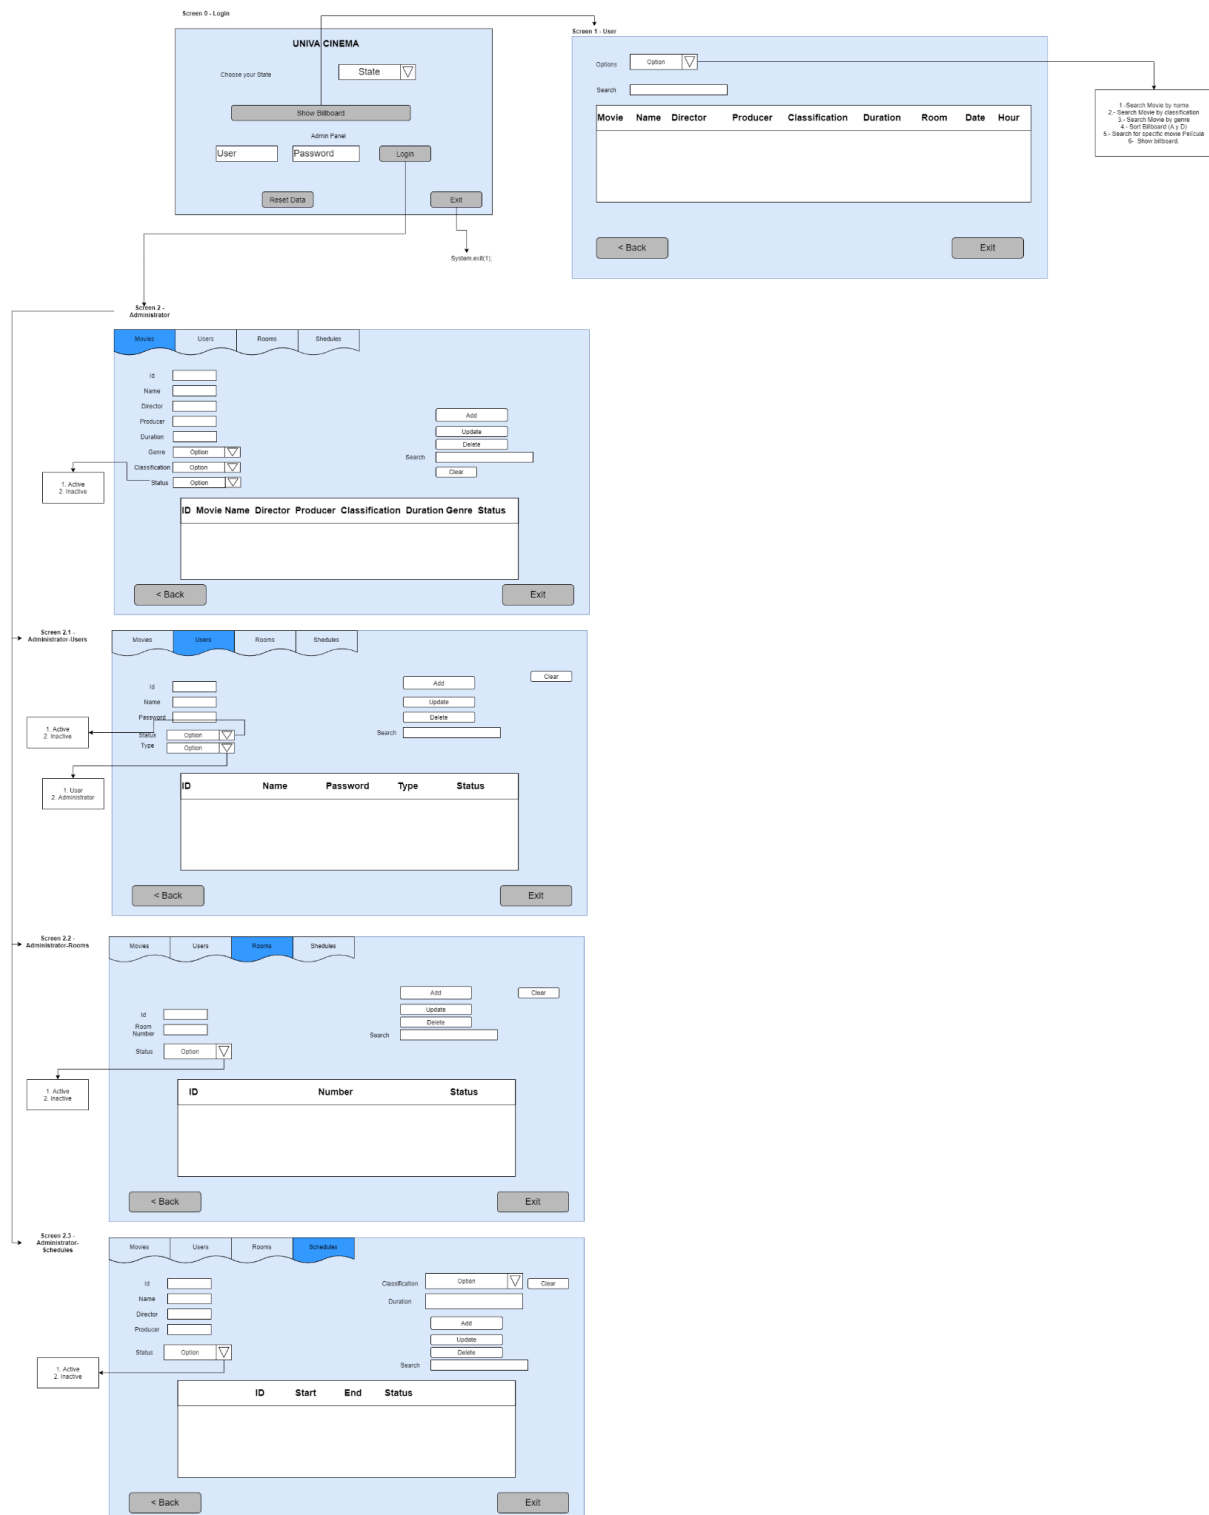 Screen 0 - Login
UNIVA CINEMA
Choose your State
State
Show Billboard
Admin Panel
User
Password
Login
Reset Data
Exit
System.exit(1);
Screen 1 - User
Options
Option
Search
Movie Name Director Producer Classification Duration Room Date Hour
< Back
Exit
1.-Search Movie by name
2.- Search Movie by classification
3.- Search Movie by genre
4.- Sort Billboard (A y D)
5.- Search for specific movie Película
6- Show billboard.
Screen 2 -
Administrator
Movies
Users
Rooms
Shedules
Id
Name
Director
Producer
Duration
Genre
Option
Classification
Option
Status
Option
1. Active
2. Inactive
Add
Update
Delete
Search
Clear
ID Movie Name Director Producer Classification Duration Genre Status
< Back
Exit
Screen 2.1 -
Administrator-Users
Movies
Users
Rooms
Shedules
Id
Name
Password
Status
Option
Type
Option
1. Active
2. Inactive
1. User
2. Administrator
Add
Clear
Update
Delete
Search
ID Name Password Type Status
< Back
Exit
Screen 2.2 -
Administrator-Rooms
Movies
Users
Rooms
Shedules
Id
Room
Number
Status
Option
1. Active
2. Inactive
Add
Clear
Update
Delete
Search
ID Number Status
< Back
Exit
Screen 2.3 -
Administrator-
Schedules
Movies
Users
Rooms
Schedules
Id
Name
Director
Producer
Status
Option
1. Active
2. Inactive
Classification
Option
Clear
Duration
Add
Update
Delete
Search
ID Start End Status
< Back
Exit